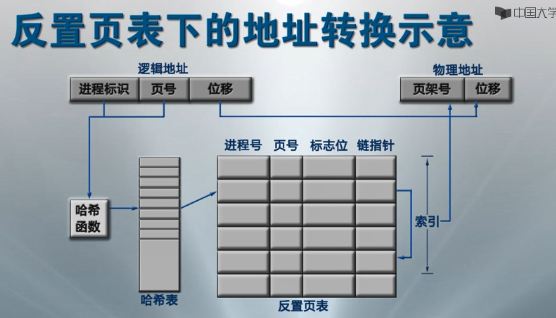 中国大学
反置页表下的地址转换示意
逻辑地址
物理地址
进程标识 页号 位移
页架号 位移
进程号 页号 标志位 链指针
哈希
函数
索引
哈希表
反置页表